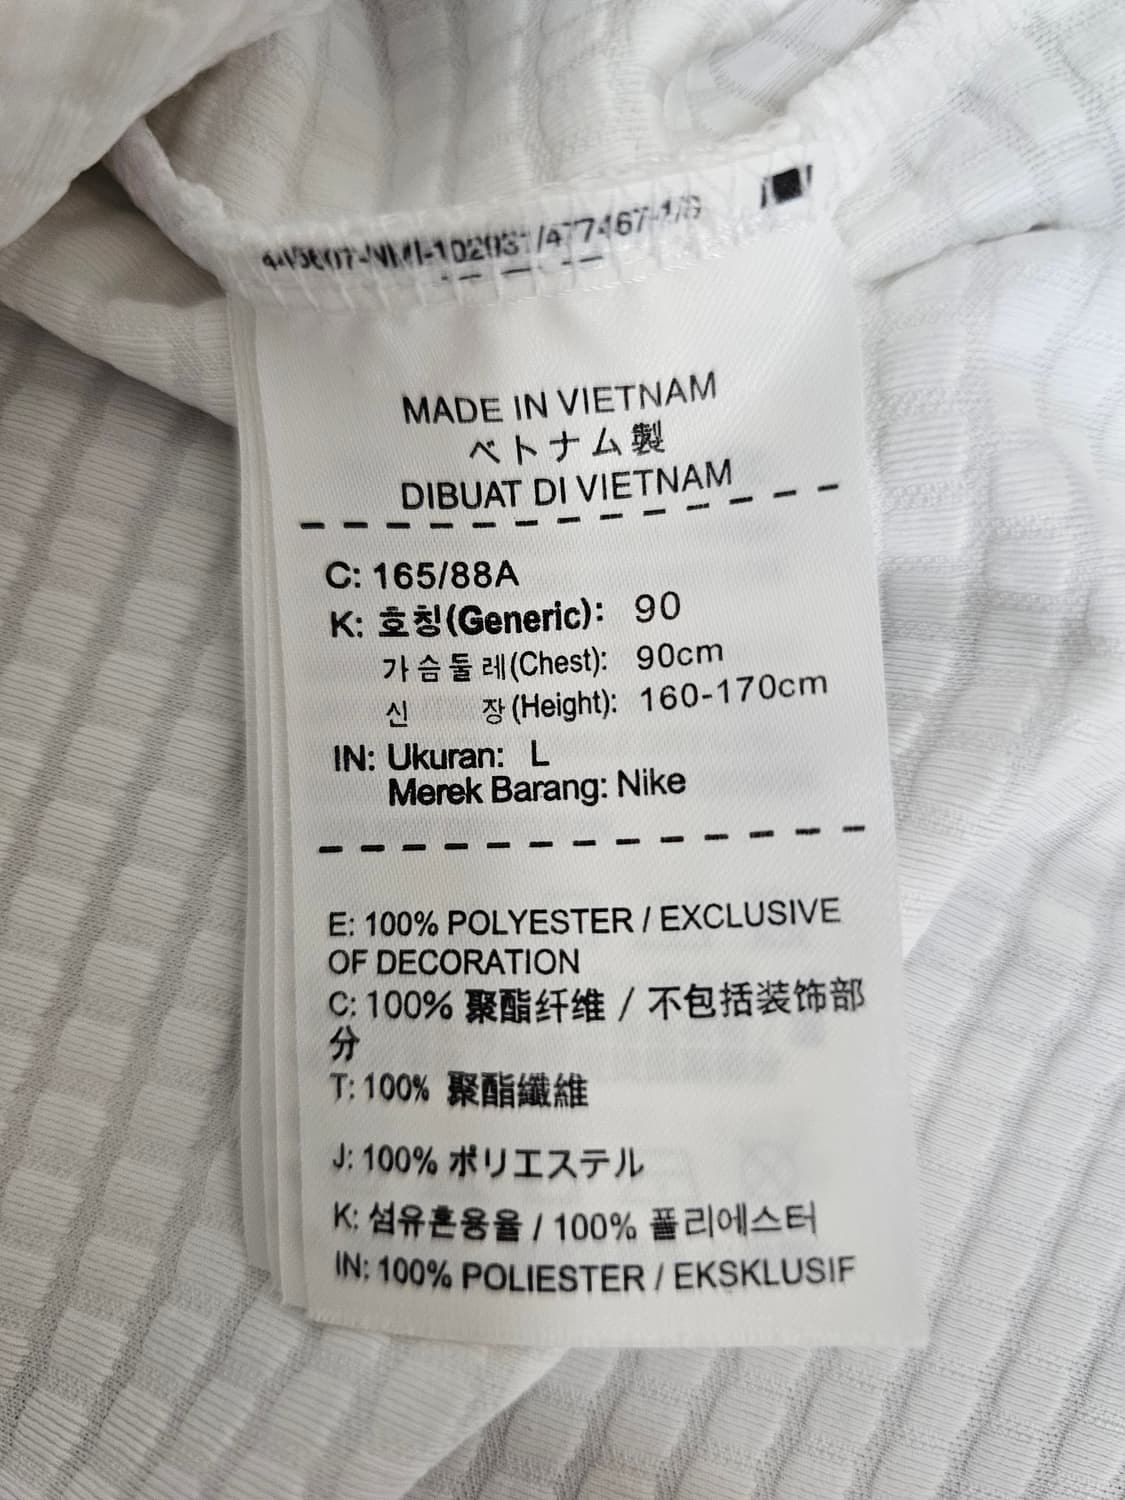 MADE IN VIETNAM
ベトナム製
DIBUAT DI VIETNAM
C: 165/88A
K: 호칭(Generic): 90
가슴둘레(Chest): 90cm
신 장(Height): 160-170cm
IN: Ukuran: L
Merek Barang: Nike
E: 100% POLYESTER / EXCLUSIVE
OF DECORATION
C: 100% 聚酯纤维 / 不包括装饰部
分
T: 100% 聚酯纖維
J: 100% ポリエステル
K: 섬유혼용율 / 100% 폴리에스터
IN: 100% POLIESTER / EKSKLUSIF